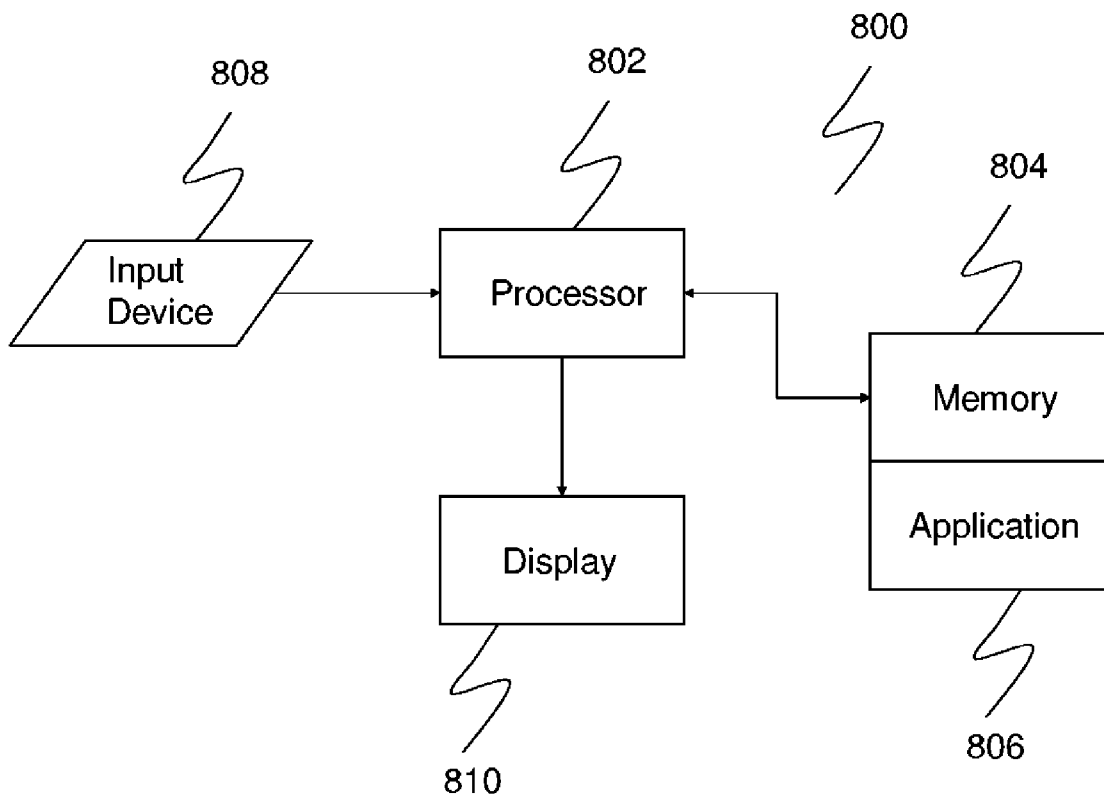 800
802
808
804
Input
Device
Processor
Memory
Application
Display
806
810